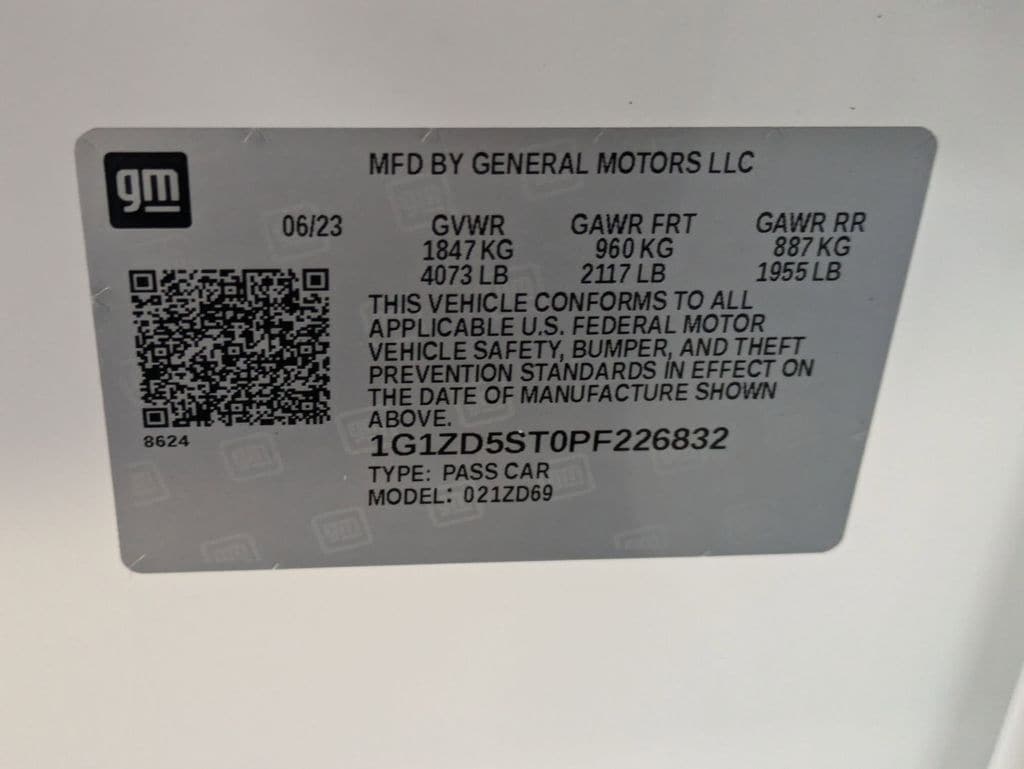 gm
MFD BY GENERAL MOTORS LLC
06/23 GVWR GAWR FRT GAWR RR
1847 KG 960 KG 887 KG
4073 LB 2117 LB 1955 LB
THIS VEHICLE CONFORMS TO ALL
APPLICABLE U.S. FEDERAL MOTOR
VEHICLE SAFETY, BUMPER, AND THEFT
PREVENTION STANDARDS IN EFFECT ON
THE DATE OF MANUFACTURE SHOWN
ABOVE.
8624
1G1ZD5ST0PF226832
TYPE: PASS CAR
MODEL: 021ZD69